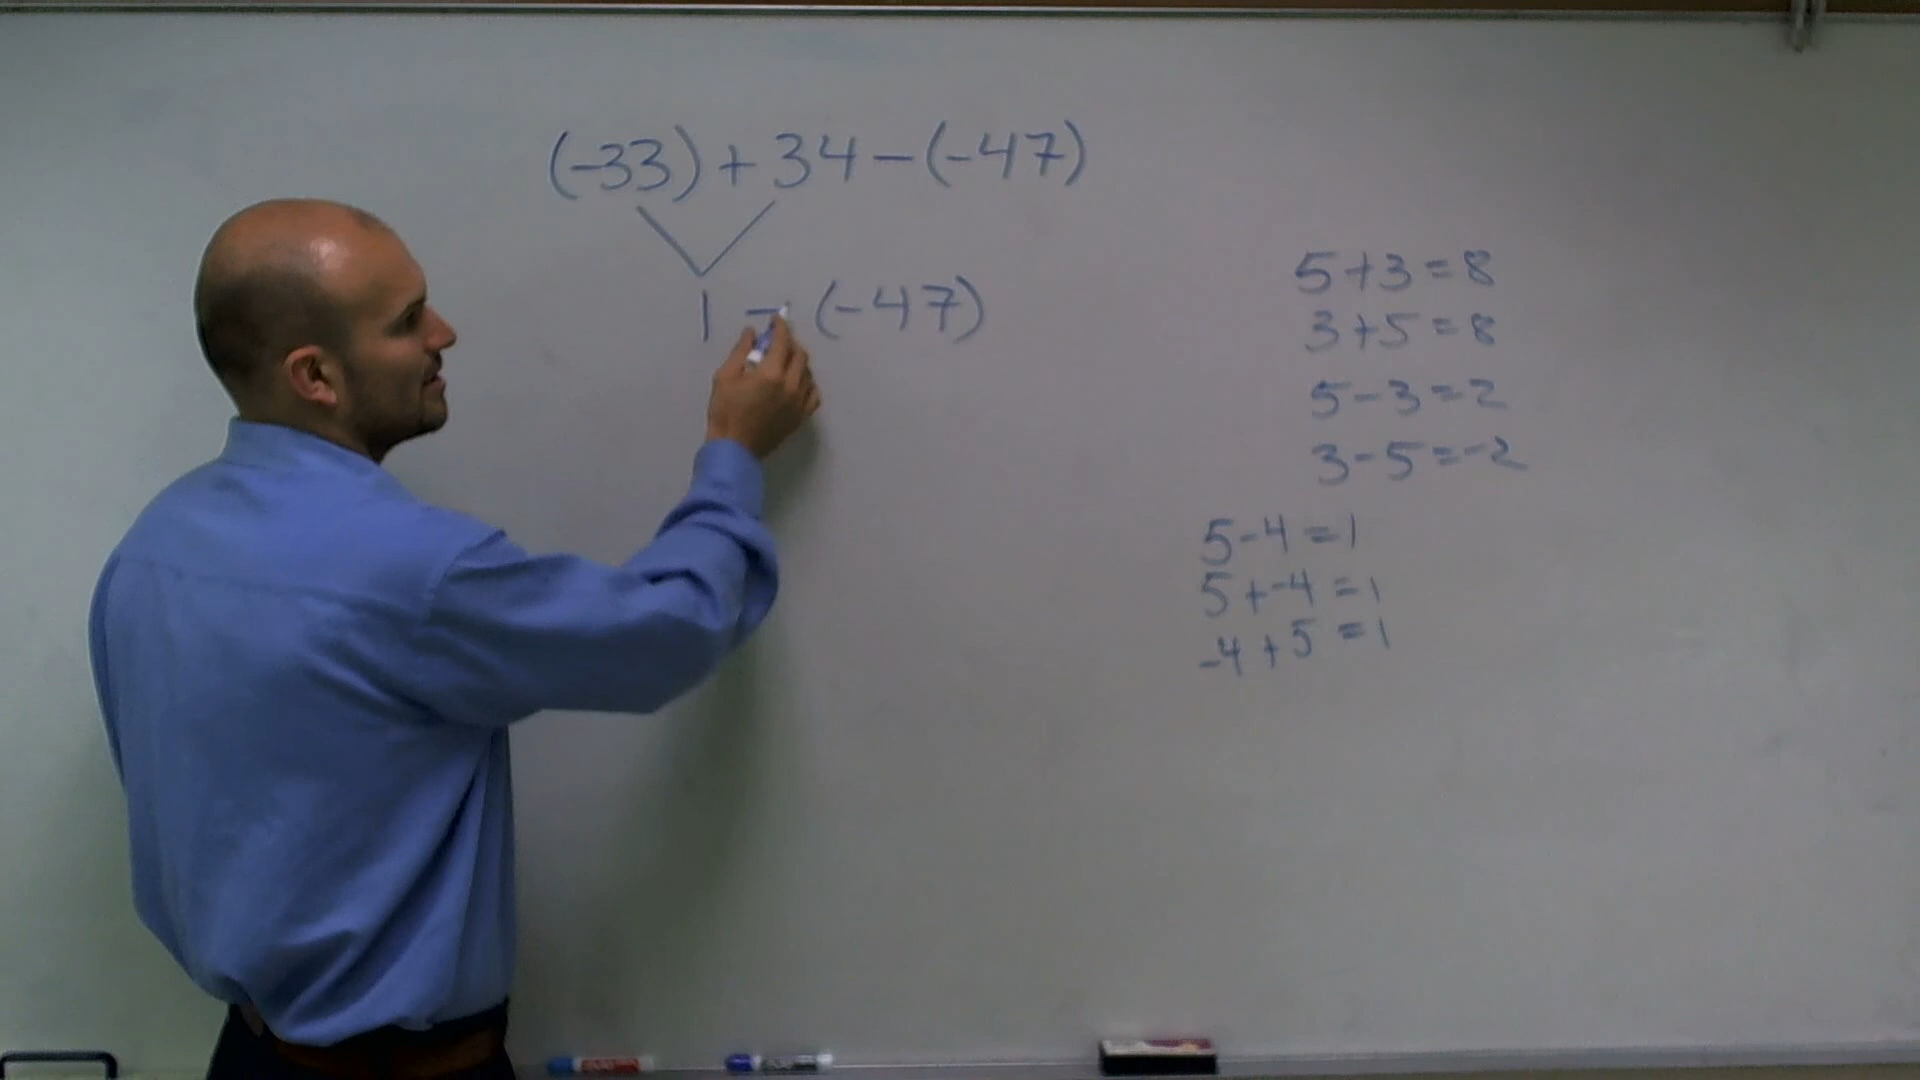 (-33) + 34 - (-47)
1 - (-47)
5 + 3 = 8
3 + 5 = 8
5 - 3 = 2
3 - 5 = -2
5 - 4 = 1
5 + -4 = 1
-4 + 5 = 1